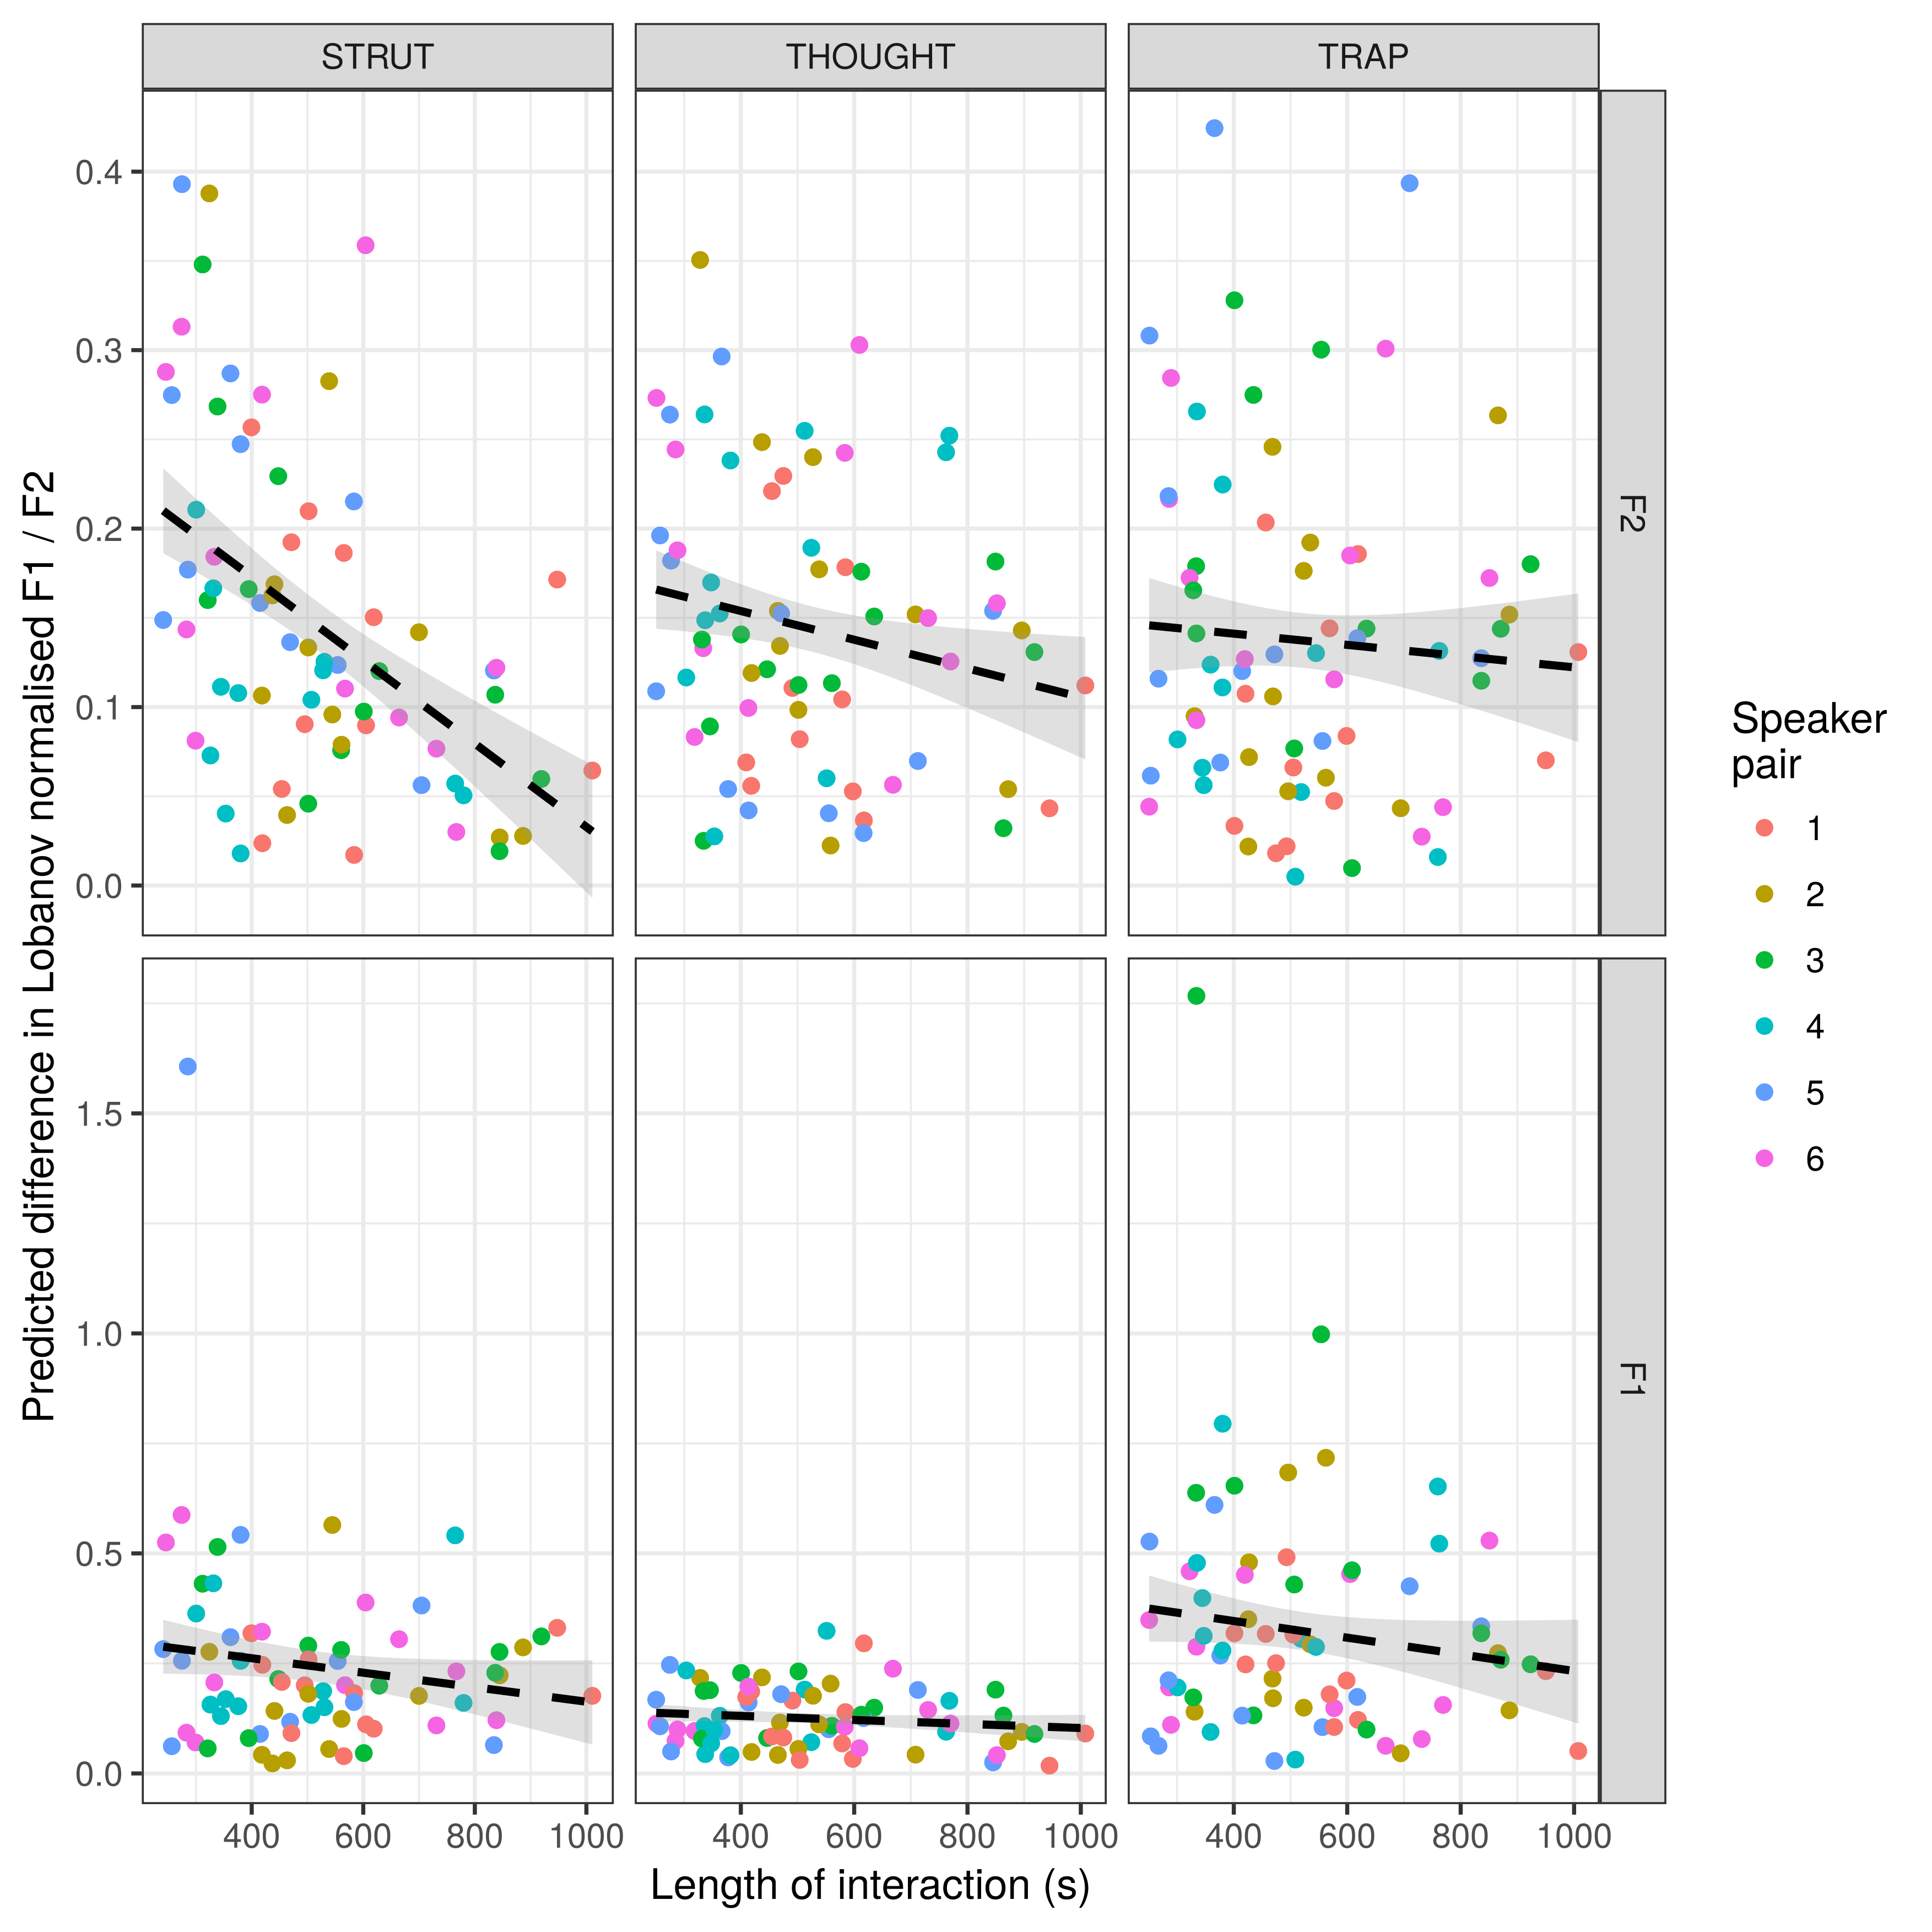 STRUT THOUGHT TRAP
0.4
0.3
0.2
0.1
0.0
F2
1.5
1.0
0.5
0.0
F1
400 600 800 1000 400 600 800 1000 400 600 800 1000
Length of interaction (s)
Predicted difference in Lobanov normalised F1 / F2
Speaker
pair
1
2
3
4
5
6